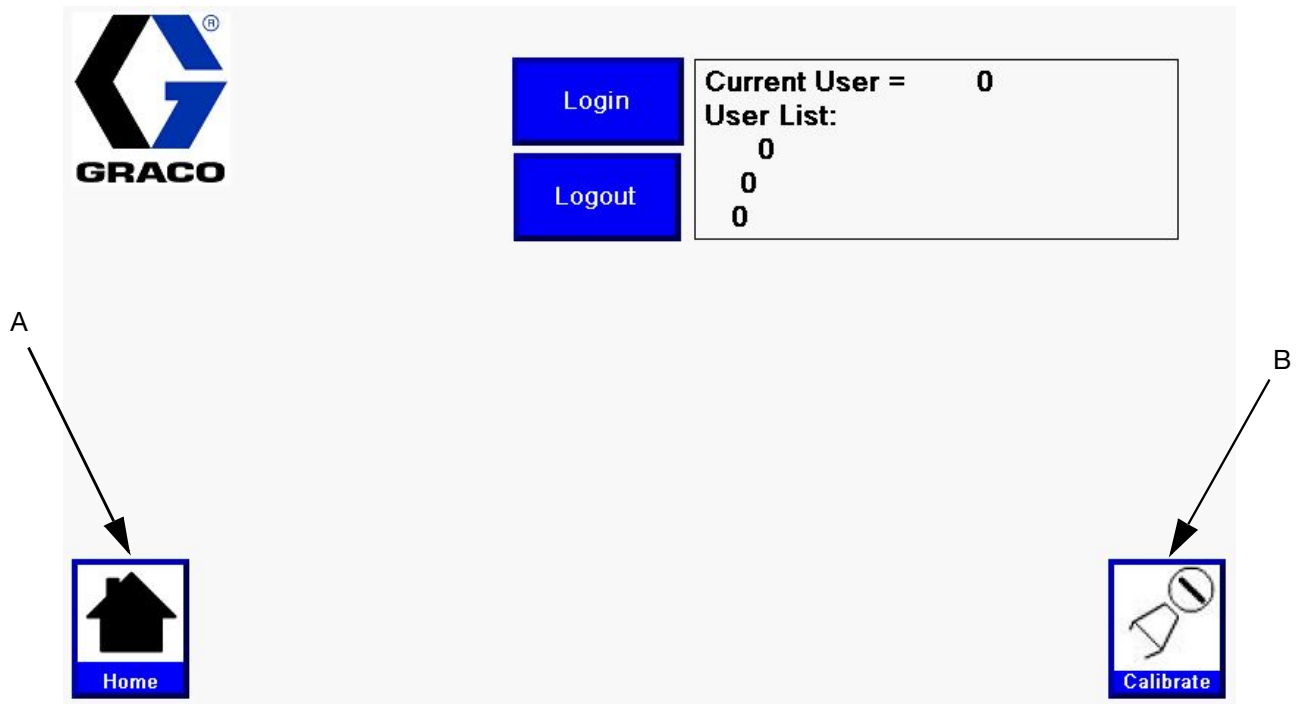 ®
GRACO
Login
Logout
Current User = 0
User List:
0
0
0
A
B
Home
Calibrate